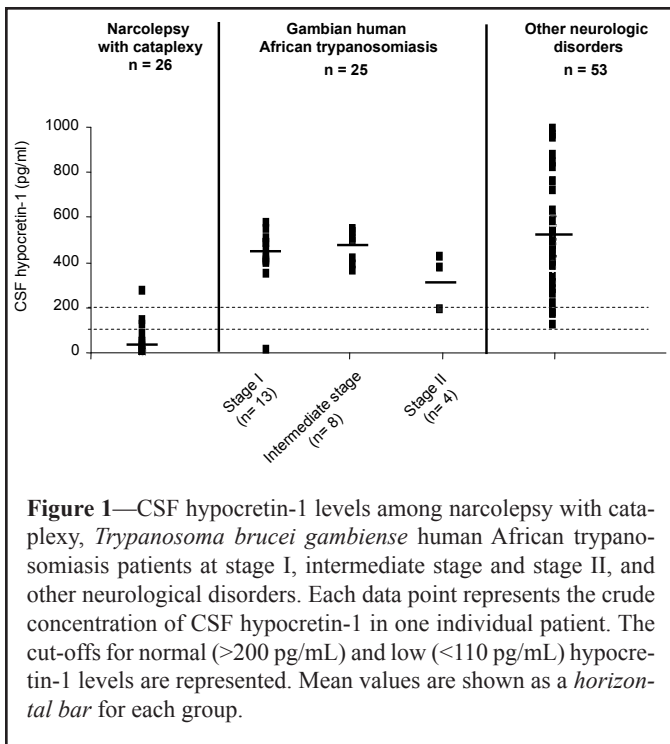 Narcolepsy
with cataplexy
n = 26
Gambian human
African trypanosomiasis
n = 25
Other neurologic
disorders
n = 53
CSF hypocretin-1 (pg/ml)
1000
800
600
400
200
0
Stage I
(n= 13)
Intermediate stage
(n= 8)
Stage II
(n= 4)
Figure 1—CSF hypocretin-1 levels among narcolepsy with cata-
plexy, Trypanosoma brucei gambiense human African trypano-
somiasis patients at stage I, intermediate stage and stage II, and
other neurological disorders. Each data point represents the crude
concentration of CSF hypocretin-1 in one individual patient. The
cut-offs for normal (>200 pg/mL) and low (<110 pg/mL) hypocre-
tin-1 levels are represented. Mean values are shown as a horizon-
tal bar for each group.